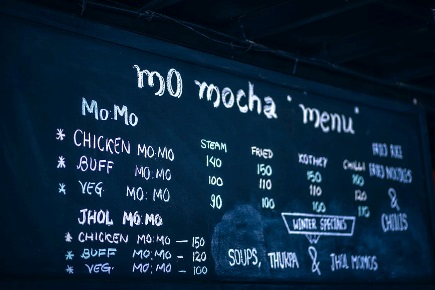 MO mocha "menu"
Mo:Mo
STEAM FRIED KOTHEY CHILLI
* CHICKEN MO:MO 140 150 150 160
* BUFF MO:MO 100 110 110 120
* VEG. MO:MO 90 100 100 110
FRIED RICE
FRIED NOODLES
&
CHILLIS
JHOL MO:MO
* CHICKEN MO:MO - 150
* BUFF MO:MO - 120
* VEG. MO:MO - 100
WINTER SPECIALS
SOUPS, THUKPA & JHOL MOMOS